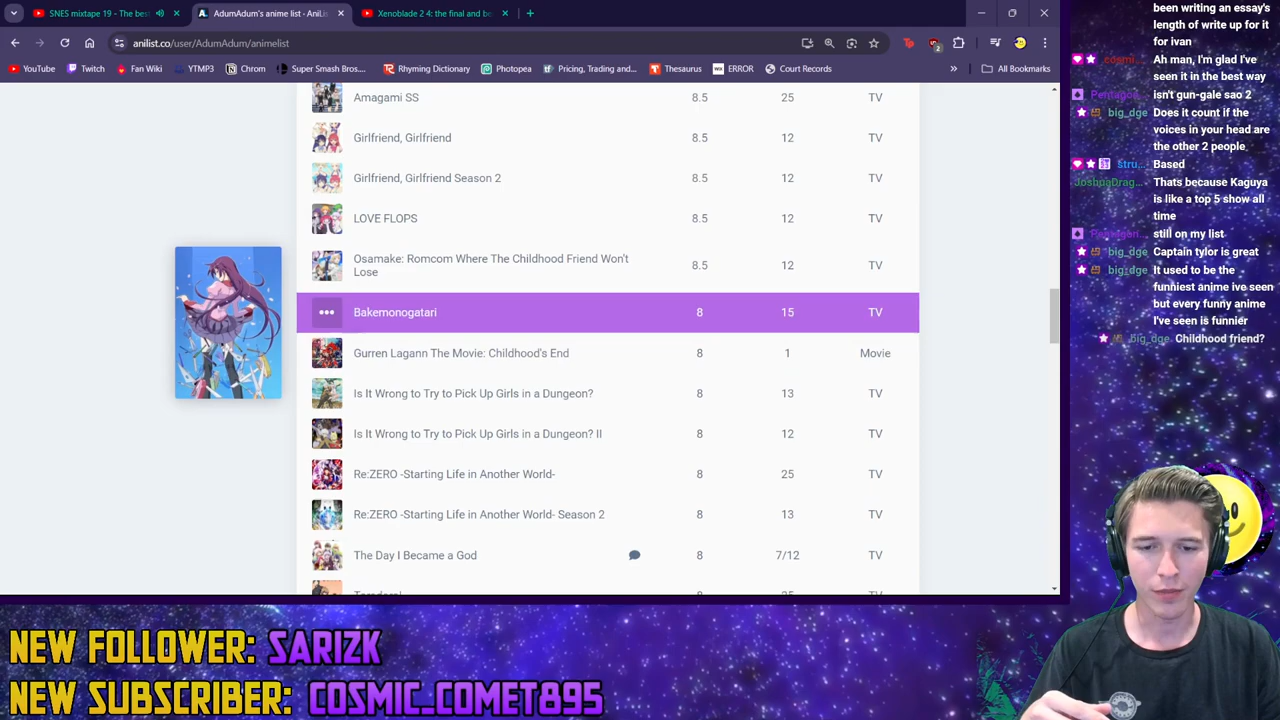 SNES mixtape 19 - The best
AdumAdum's anime list · AniLis
Xenoblade 2 4: the final and be
anilist.co/user/AdumAdum/animelist
YouTube
Twitch
Fan Wiki
YTMP3
Chrom
Super Smash Bros....
Rhyming Dictionary
Photopea
Pricing, Trading and...
Thesaurus
ERROR
Court Records
»
All Bookmarks
Amagami SS 8.5 25 TV
Girlfriend, Girlfriend 8.5 12 TV
Girlfriend, Girlfriend Season 2 8.5 12 TV
LOVE FLOPS 8.5 12 TV
Osamake: Romcom Where The Childhood Friend Won't
Lose 8.5 12 TV
Bakemonogatari 8 15 TV
Gurren Lagann The Movie: Childhood's End 8 1 Movie
Is It Wrong to Try to Pick Up Girls in a Dungeon? 8 13 TV
Is It Wrong to Try to Pick Up Girls in a Dungeon? II 8 12 TV
Re:ZERO -Starting Life in Another World- 8 25 TV
Re:ZERO -Starting Life in Another World- Season 2 8 13 TV
The Day I Became a God 8 7/12 TV
been writing an essay's
length of write up for it
for ivan
cosmi... Ah man, I'm glad I've
seen it in the best way
Pentagon... isn't gun-gale sao 2
big_dge Does it count if the
voices in your head are
the other 2 people
stru... Based
JoshuaDrag... Thats because Kaguya
is like a top 5 show all
time
Pentagon... still on my list
big_dge Captain tylor is great
big_dge It used to be the
funniest anime ive seen
but every funny anime
I've seen is funnier
big_dge Childhood friend?
NEW FOLLOWER: SARIZK
NEW SUBSCRIBER: COSMIC_COMET895